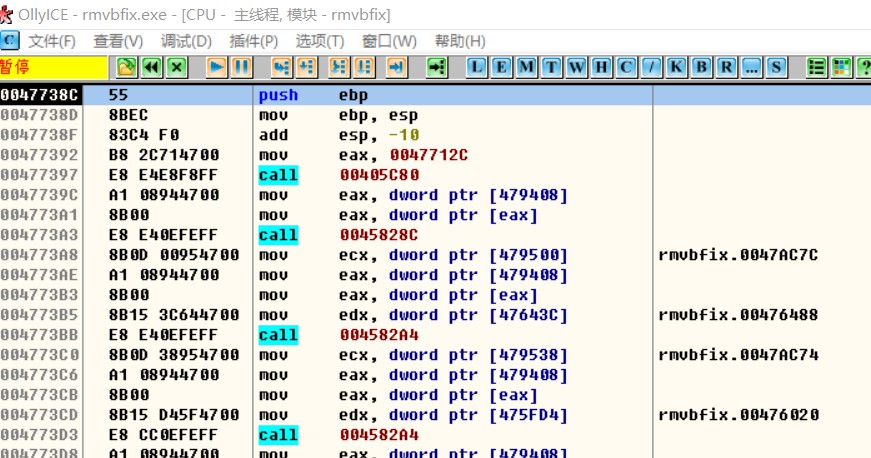 OllyICE - rmvbfix.exe - [CPU - 主线程, 模块 - rmvbfix]
C 文件(F) 查看(V) 调试(D) 插件(P) 选项(T) 窗口(W) 帮助(H)
暂停 L E M T W H C / K B R ... S ?
0047738C 55 push ebp
0047738D 8BEC mov ebp, esp
0047738F 83C4 F0 add esp, -10
00477392 B8 2C714700 mov eax, 0047712C
00477397 E8 E4E8F8FF call 00405C80
0047739C A1 08944700 mov eax, dword ptr [479408]
004773A1 8B00 mov eax, dword ptr [eax]
004773A3 E8 E40EFEFF call 0045828C
004773A8 8B0D 00954700 mov ecx, dword ptr [479500] rmvbfix.0047AC7C
004773AE A1 08944700 mov eax, dword ptr [479408]
004773B3 8B00 mov eax, dword ptr [eax]
004773B5 8B15 3C644700 mov edx, dword ptr [47643C] rmvbfix.00476488
004773BB E8 E40EFEFF call 004582A4
004773C0 8B0D 38954700 mov ecx, dword ptr [479538] rmvbfix.0047AC74
004773C6 A1 08944700 mov eax, dword ptr [479408]
004773CB 8B00 mov eax, dword ptr [eax]
004773CD 8B15 D45F4700 mov edx, dword ptr [475FD4] rmvbfix.00476020
004773D3 E8 CC0EFEFF call 004582A4
004773D8 A1 08944700 mov eax, dword ptr [479408]